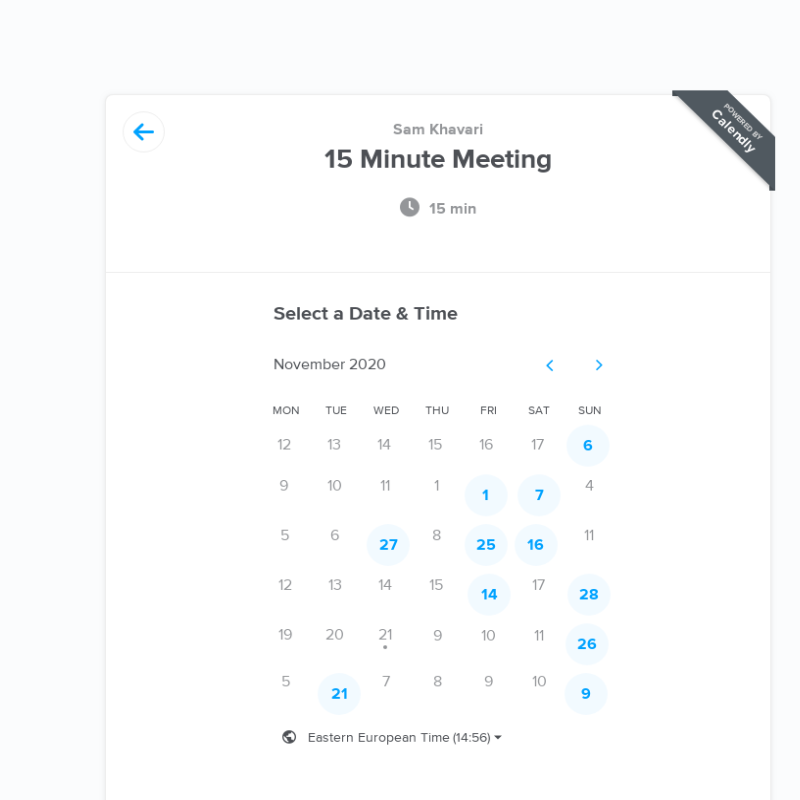 POWERED BY
Calendly
Sam Khavari
15 Minute Meeting
15 min
Select a Date & Time
November 2020
MON TUE WED THU FRI SAT SUN
12 13 14 15 16 17 6
9 10 11 1 1 7 4
5 6 27 8 25 16 11
12 13 14 15 14 17 28
19 20 21 9 10 11 26
5 21 7 8 9 10 9
Eastern European Time (14:56)